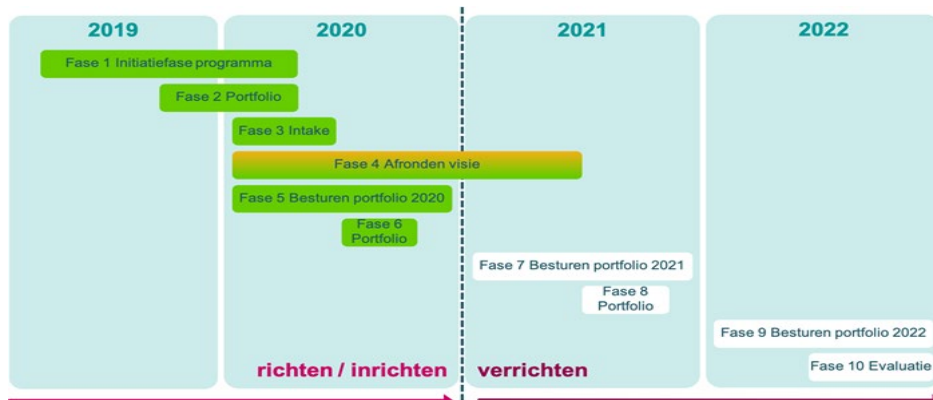 2019 2020 2021 2022
Fase 1 Initiatiefase programma
Fase 2 Portfolio
Fase 3 Intake
Fase 4 Afronden visie
Fase 5 Besturen portfolio 2020
Fase 6
Portfolio
Fase 7 Besturen portfolio 2021
Fase 8
Portfolio
Fase 9 Besturen portfolio 2022
Fase 10 Evaluatie
richten / inrichten verrichten